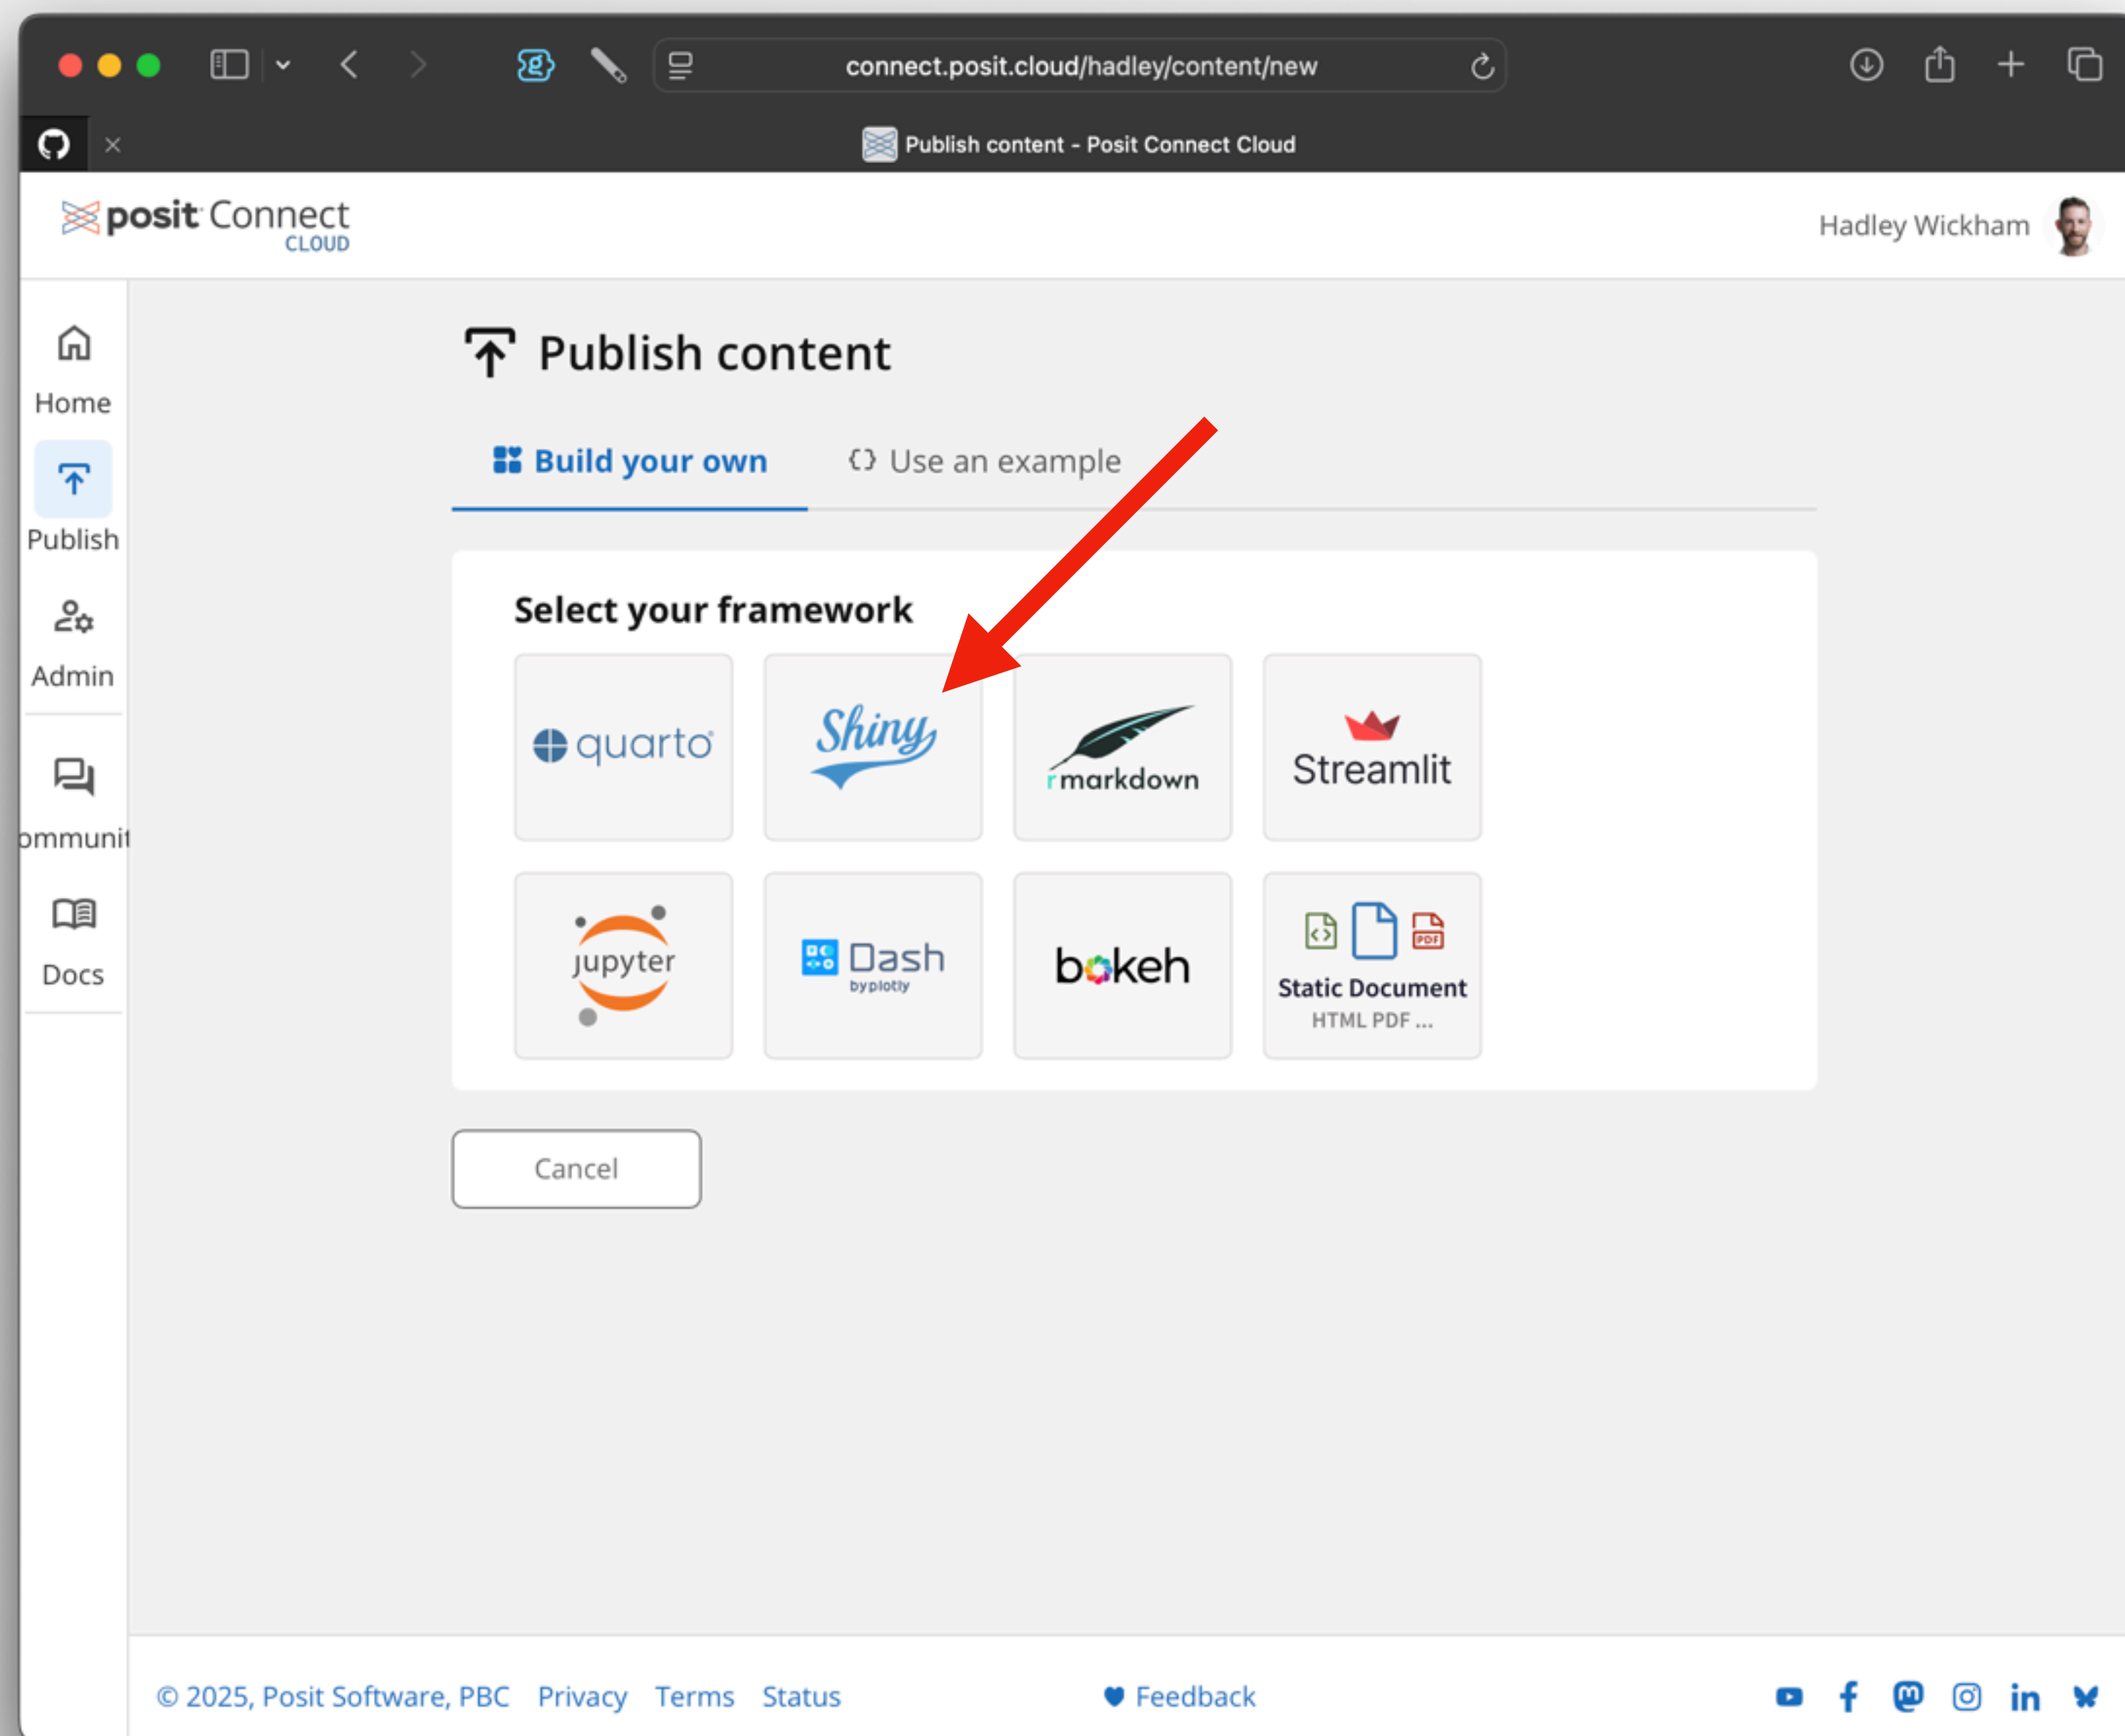 connect.posit.cloud/hadley/content/new
Publish content - Posit Connect Cloud
posit Connect
CLOUD
Hadley Wickham
Home
Publish
Admin
ommunit
Docs
Publish content
Build your own
{} Use an example
Select your framework
quarto
Shiny
rmarkdown
Streamlit
jupyter
Dash
by plotly
bokeh
PDF
Static Document
HTML PDF ...
Cancel
© 2025, Posit Software, PBC Privacy Terms Status Feedback